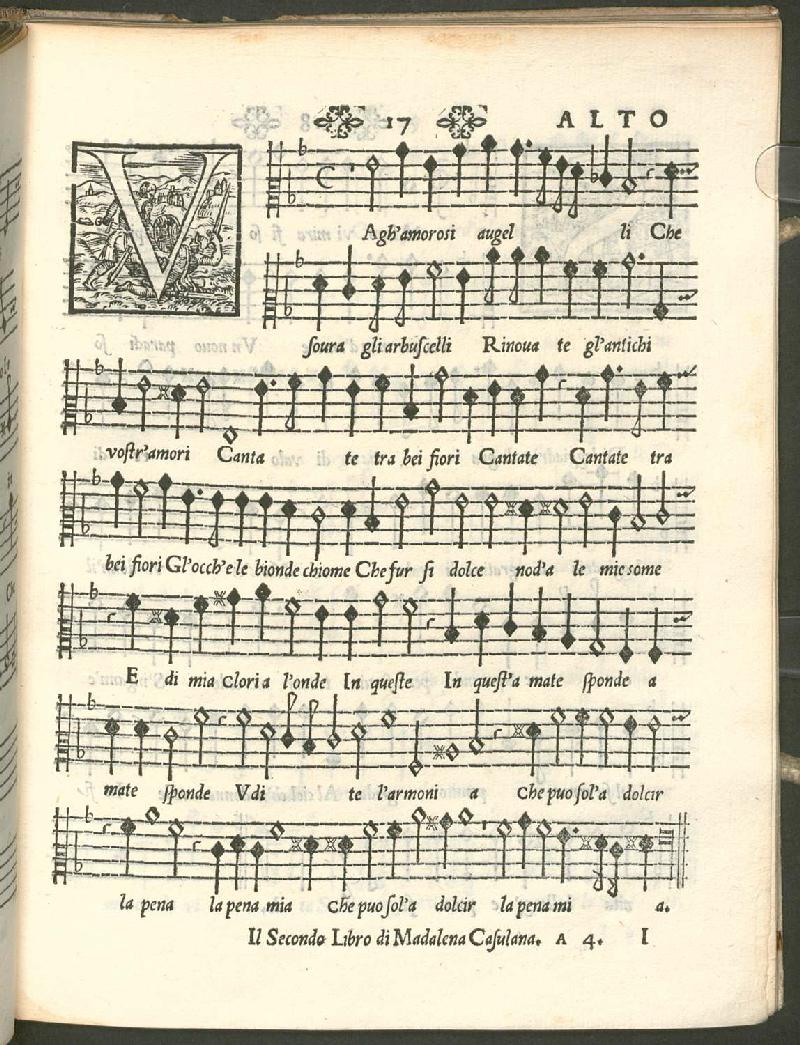 17 ALTO
VAgh'amorosi augel li Che
ſoura gli arbuſcelli Rinoua te gl'antichi
voſtr'amori Canta te tra bei fiori Cantate Cantate tra
bei fiori Gl'occh'e le bionde chiome Che fur ſi dolce nod'a le mie ſome
E di mia Gloria l'onde In queſte In queſt'a mate ſponde a
mate ſponde Vdi te l'armoni a Che puo ſol'a dolcir
la pena la pena mia Che puo ſol'a dolcir la pena mi a.
Il Secondo Libro di Madalena Caſulana. A 4. I